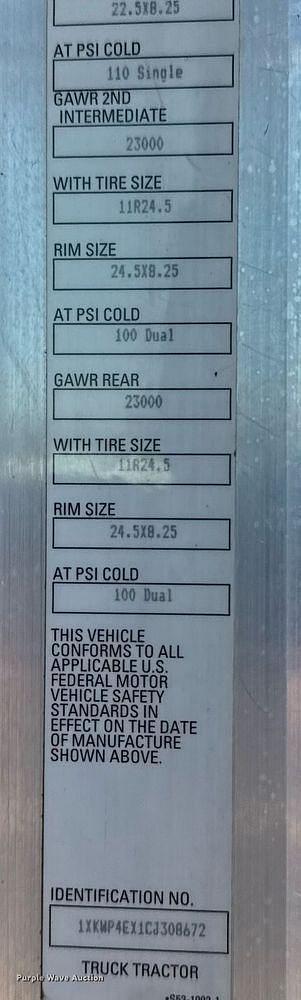 22.5X8.25
AT PSI COLD
110 Single
GAWR 2ND
INTERMEDIATE
23000
WITH TIRE SIZE
11R24.5
RIM SIZE
24.5X8.25
AT PSI COLD
100 Dual
GAWR REAR
23000
WITH TIRE SIZE
11R24.5
RIM SIZE
24.5X8.25
AT PSI COLD
100 Dual
THIS VEHICLE
CONFORMS TO ALL
APPLICABLE U.S.
FEDERAL MOTOR
VEHICLE SAFETY
STANDARDS IN
EFFECT ON THE DATE
OF MANUFACTURE
SHOWN ABOVE.
IDENTIFICATION NO.
1XKWP4EX1CJ308672
Purple Wave Auction
TRUCK TRACTOR